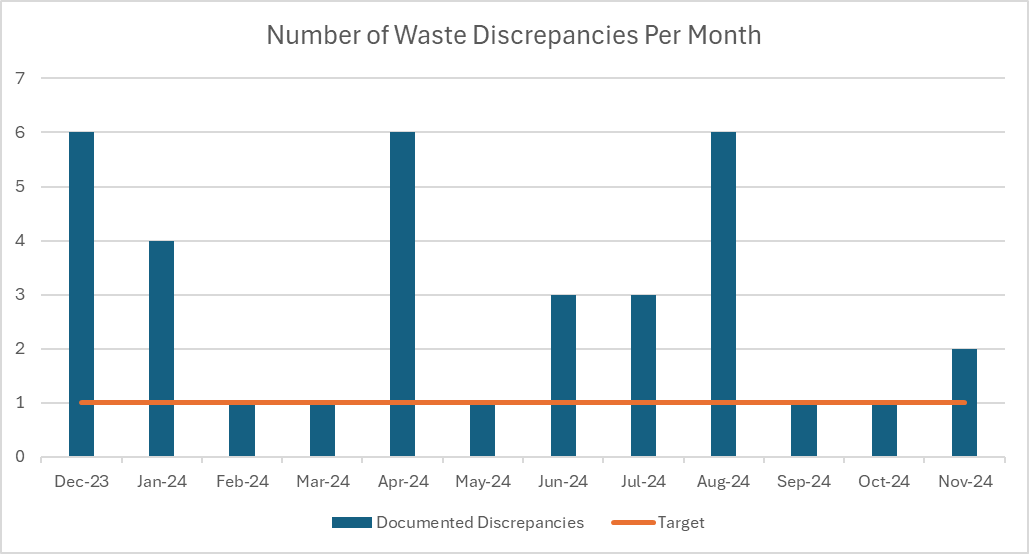 Number of Waste Discrepancies Per Month
7
6
5
4
3
2
1
0
Dec-23 Jan-24 Feb-24 Mar-24 Apr-24 May-24 Jun-24 Jul-24 Aug-24 Sep-24 Oct-24 Nov-24
Documented Discrepancies Target